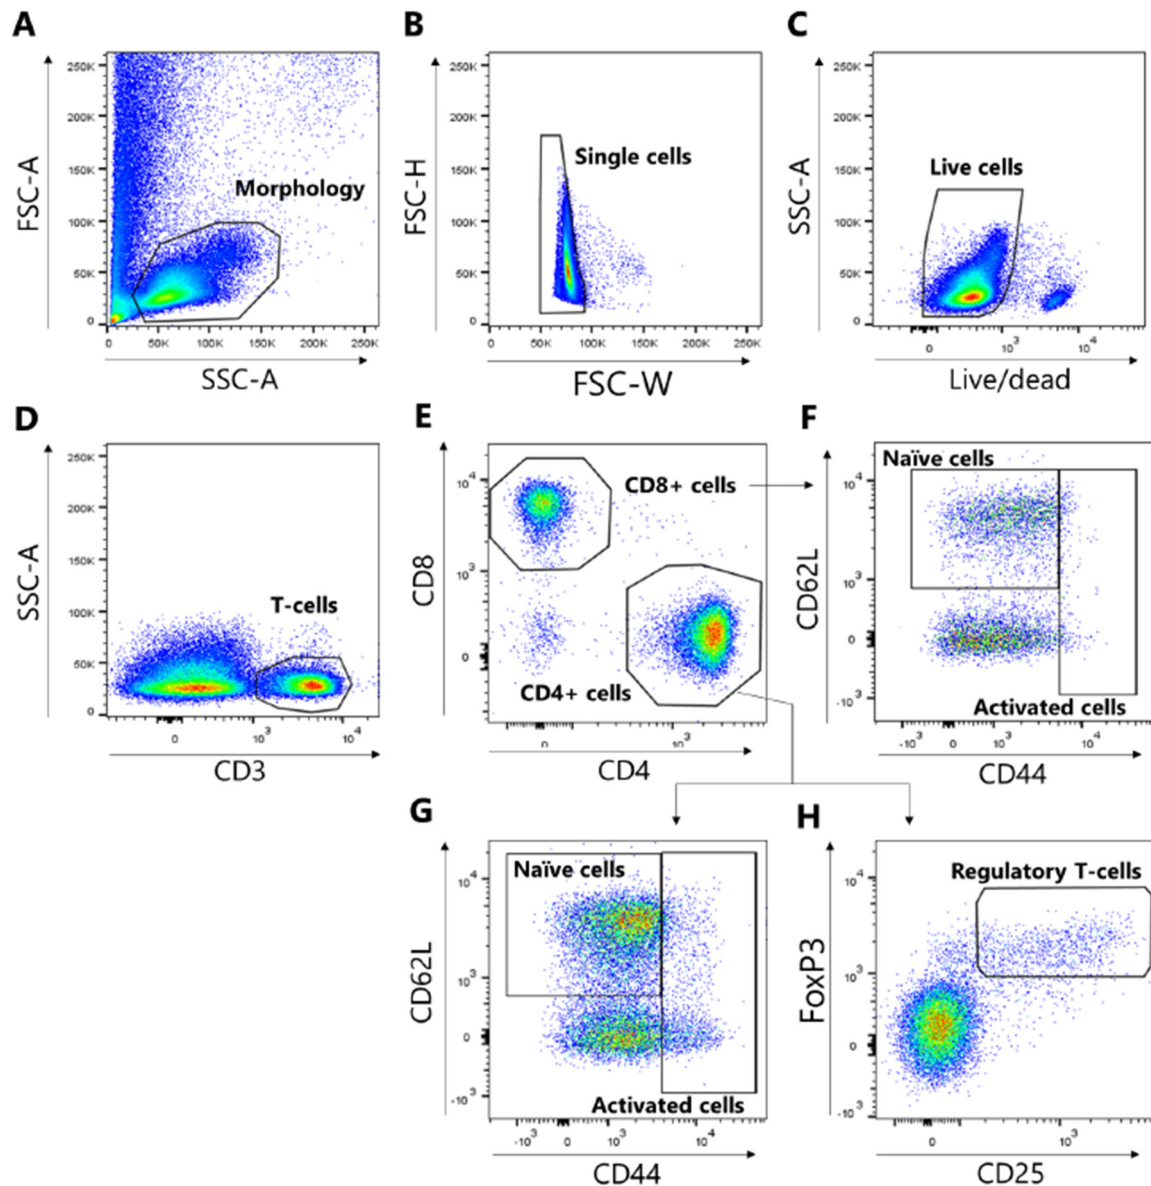 A
B
C
250K
200K
150K
100K
50K
0
FSC-A
Morphology
0
50K
100K
150K
200K
250K
SSC-A
250K
200K
150K
100K
50K
0
FSC-H
Single cells
0
50K
100K
150K
200K
250K
FSC-W
250K
200K
150K
100K
50K
0
SSC-A
Live cells
0
10³
10⁴
Live/dead
D
E
F
250K
200K
150K
100K
50K
0
SSC-A
T-cells
0
10³
10⁴
CD3
10⁴
10³
0
CD8
CD8+ cells
CD4+ cells
0
10³
CD4
Naïve cells
10⁴
10³
0
-10³
CD62L
Activated cells
-10³
0
10³
10⁴
CD44
G
H
Naïve cells
10⁴
10³
0
-10³
CD62L
Activated cells
-10³
0
10³
10⁴
CD44
Regulatory T-cells
10⁴
10³
0
-10³
FoxP3
0
10³
CD25